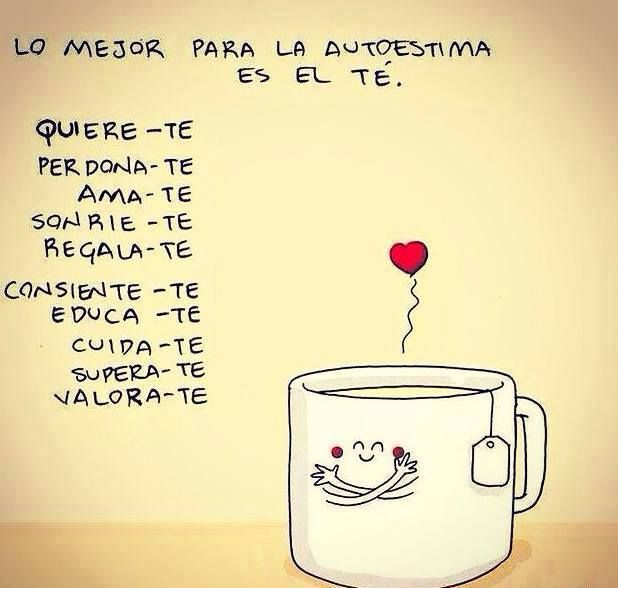 LO MEJOR PARA LA AUTOESTIMA
ES EL TÉ.
QUIERE-TE
PERDONA-TE
AMA-TE
SONRIE-TE
REGALA-TE
CONSIENTE-TE
EDUCA-TE
CUIDA-TE
SUPERA-TE
VALORA-TE